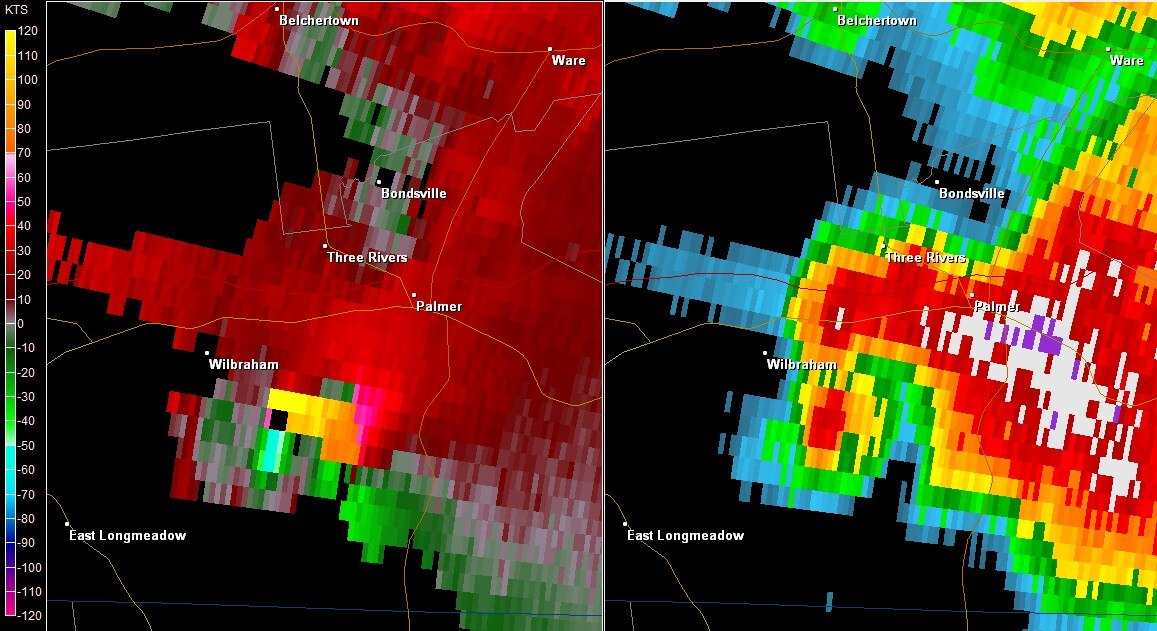 KTS
120
110
100
90
80
70
60
50
40
30
20
10
0
-10
-20
-30
-40
-50
-60
-70
-80
-90
-100
-110
-120
Belchertown
Ware
Bondsville
Three Rivers
Palmer
Wilbraham
East Longmeadow
Belchertown
Ware
Bondsville
Three Rivers
Palmer
Wilbraham
East Longmeadow